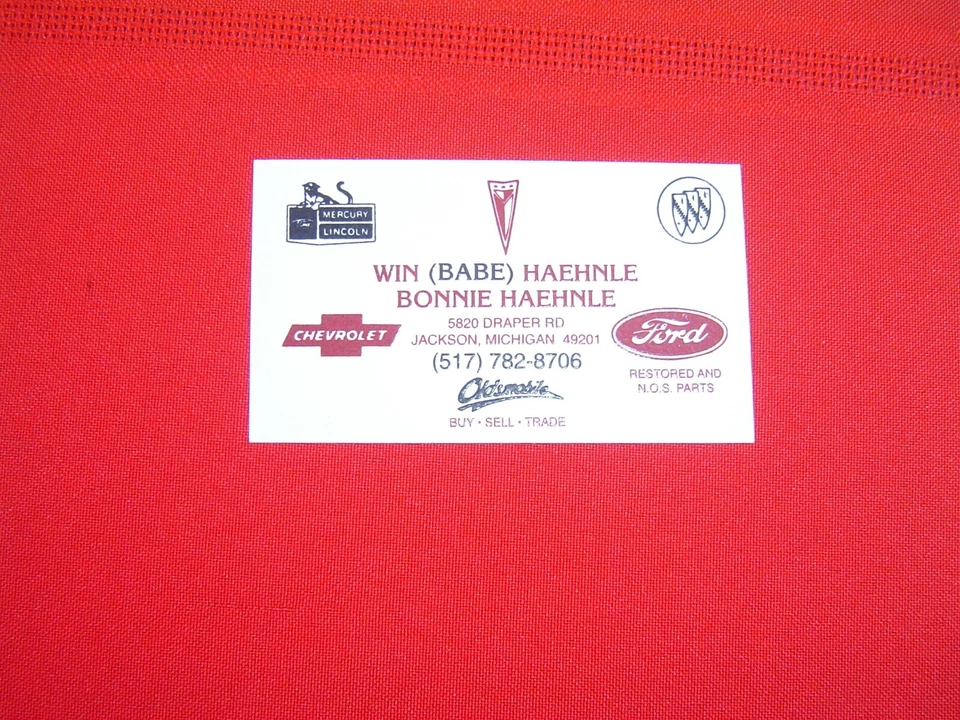 MERCURY
LINCOLN
WIN (BABE) HAEHNLE
BONNIE HAEHNLE
CHEVROLET
5820 DRAPER RD
JACKSON, MICHIGAN 49201
(517) 782-8706
Ford
RESTORED AND
N.O.S. PARTS
Oldsmobile
BUY • SELL • TRADE